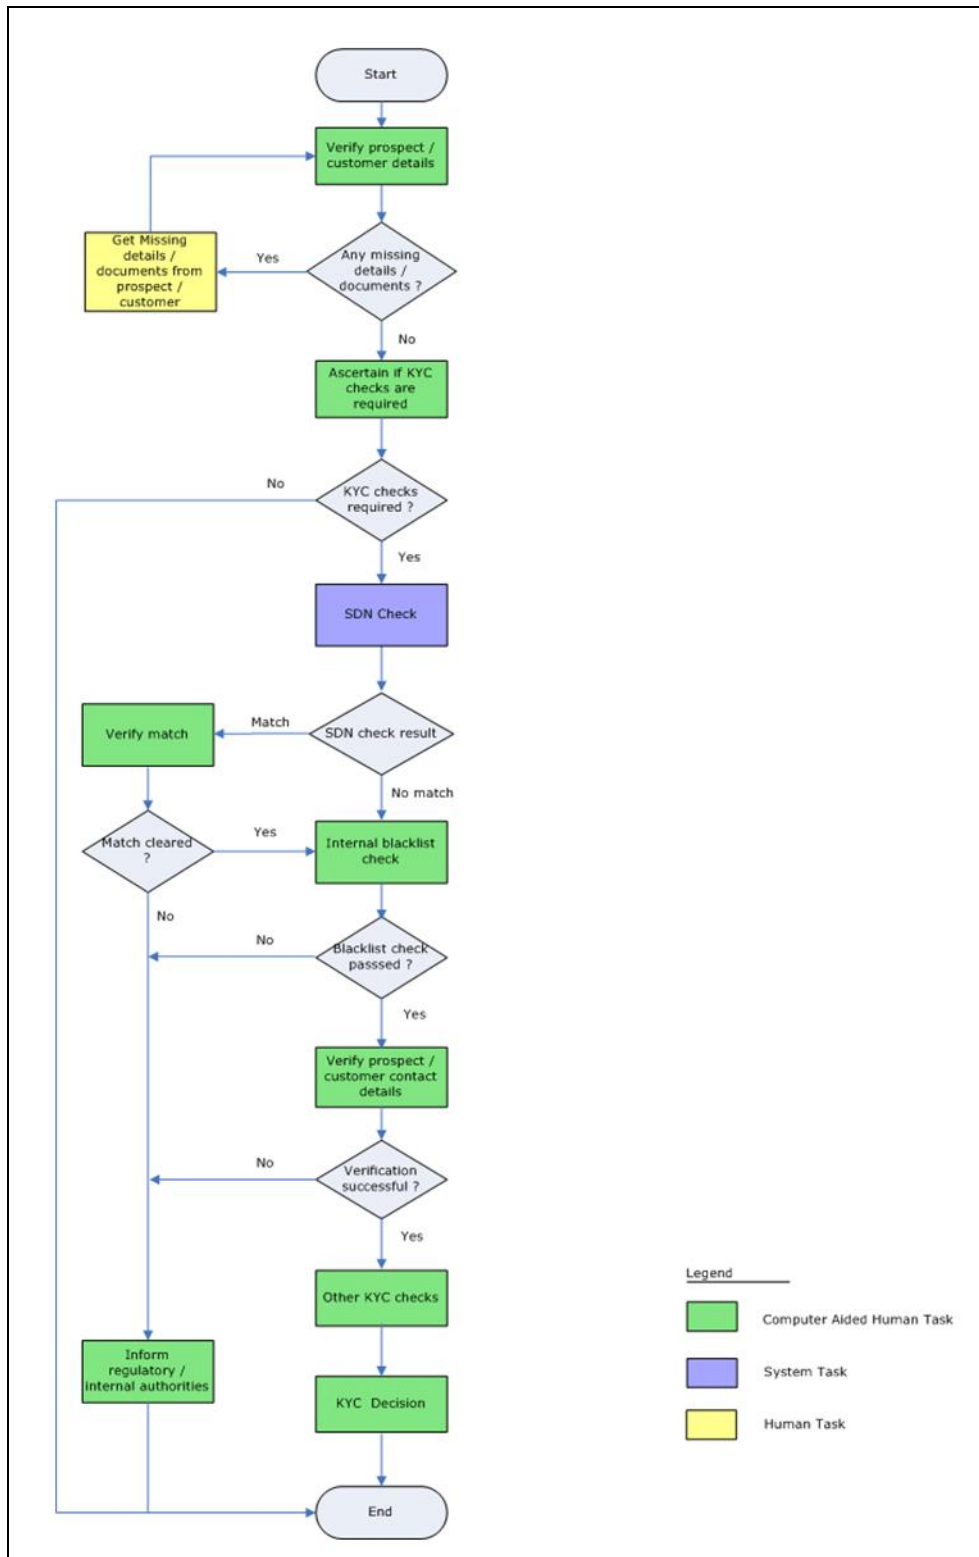 Start
Verify prospect /
customer details
Get Missing
details /
documents from
prospect /
customer
Yes
Any missing
details /
documents ?
No
Ascertain if KYC
checks are
required
No
KYC checks
required ?
Yes
SDN Check
Verify match
Match
SDN check result
No match
Match cleared
?
Yes
Internal blacklist
check
No
No
Blacklist check
passsed ?
Yes
Verify prospect /
customer contact
details
No
Verification
successful ?
Yes
Other KYC checks
Inform
regulatory /
internal authorities
KYC  Decision
End
Legend
Computer Aided Human Task
System Task
Human Task